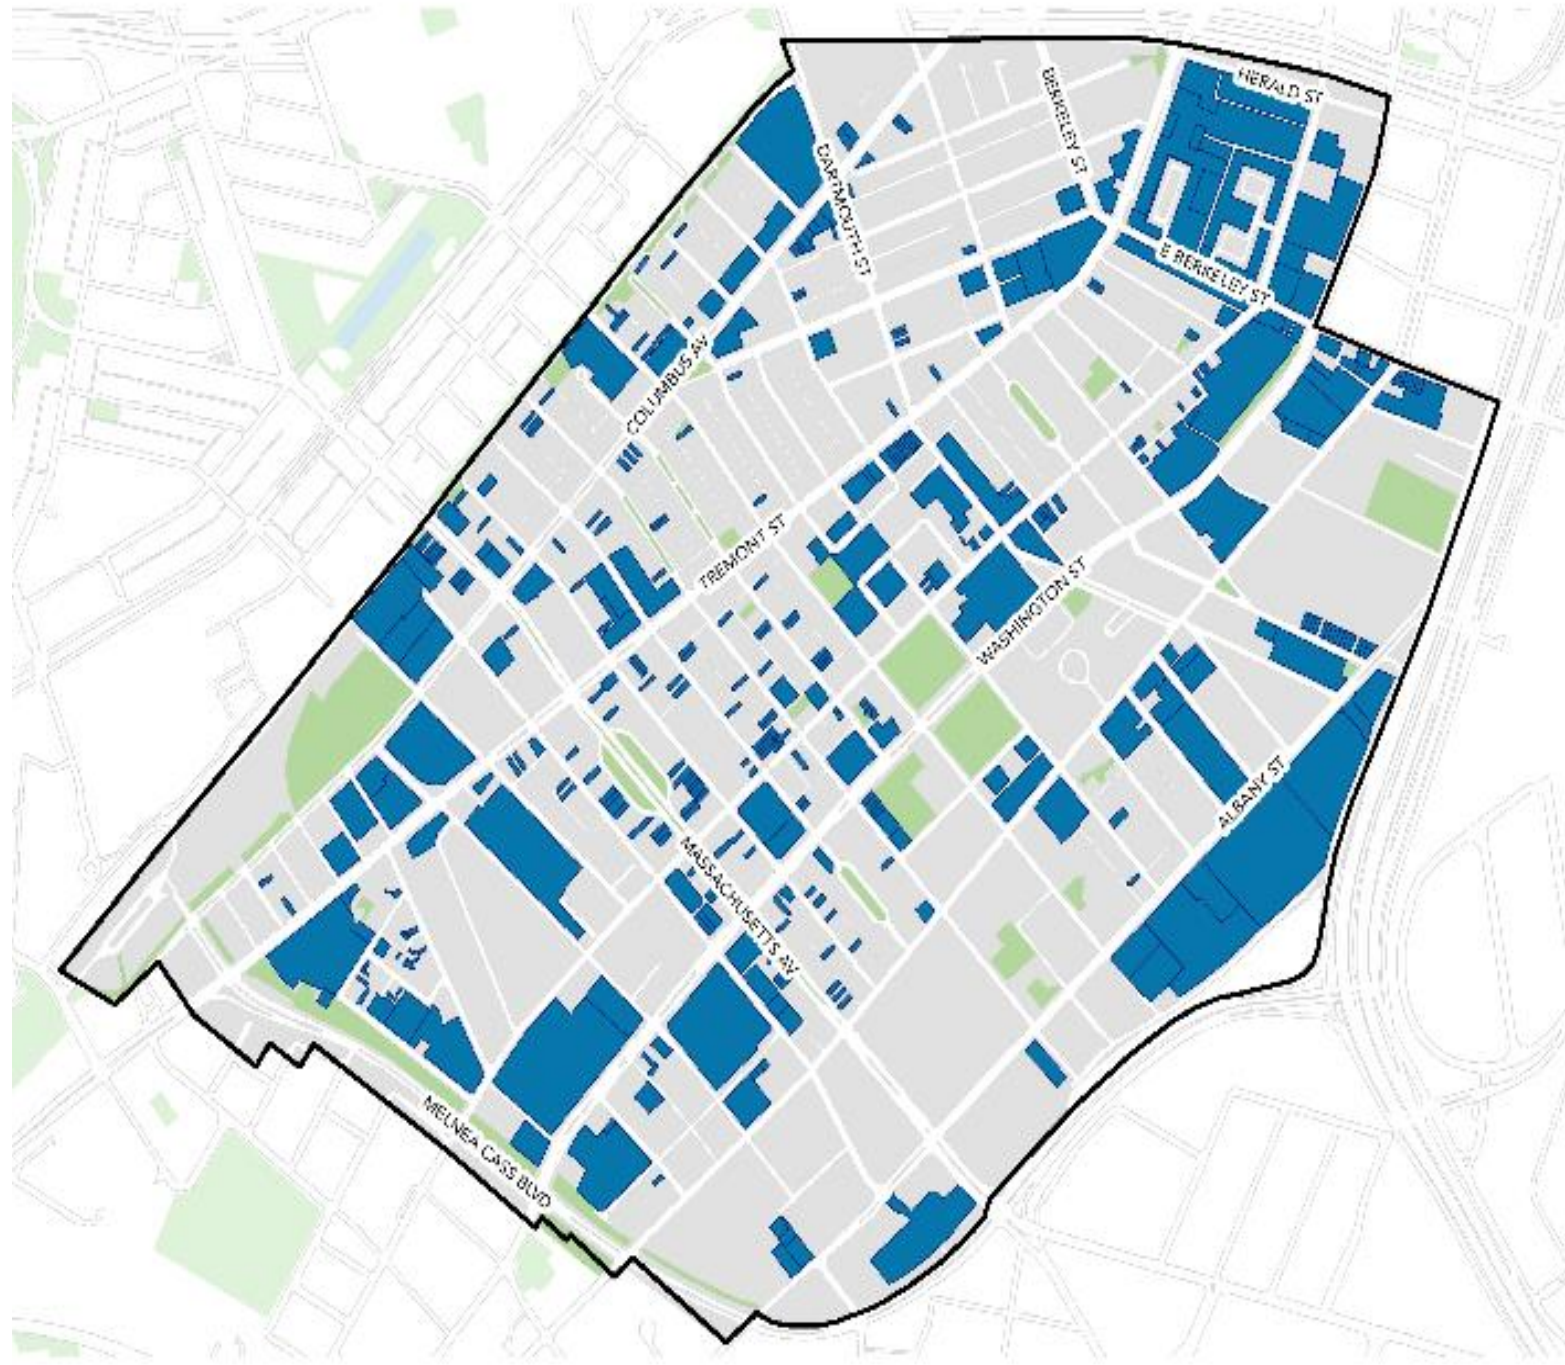 HERALD ST
BERKELEY ST
DARTMOUTH ST
E BERKELEY ST
COLUMBUS AV
TREMONT ST
WASHINGTON ST
ALBANY ST
MASSACHUSETTS AV
MELNEA CASS BLVD